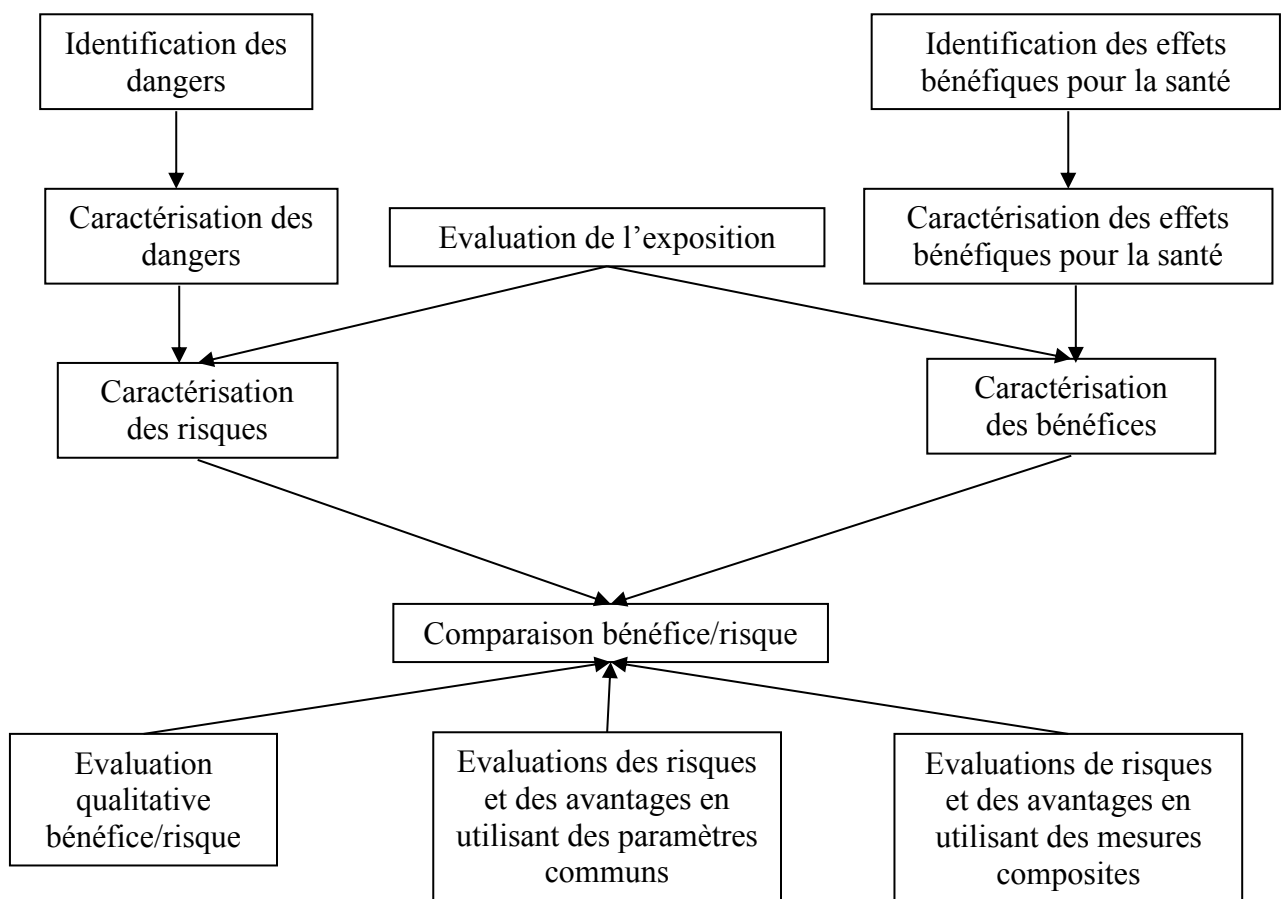 Identification des
dangers
Identification des effets
bénéfiques pour la santé
Caractérisation des
dangers
Evaluation de l’exposition
Caractérisation des effets
bénéfiques pour la santé
Caractérisation
des risques
Caractérisation
des bénéfices
Comparaison bénéfice/risque
Evaluation
qualitative
bénéfice/risque
Evaluations des risques
et des avantages en
utilisant des paramètres
communs
Evaluations de risques
et des avantages en
utilisant des mesures
composites